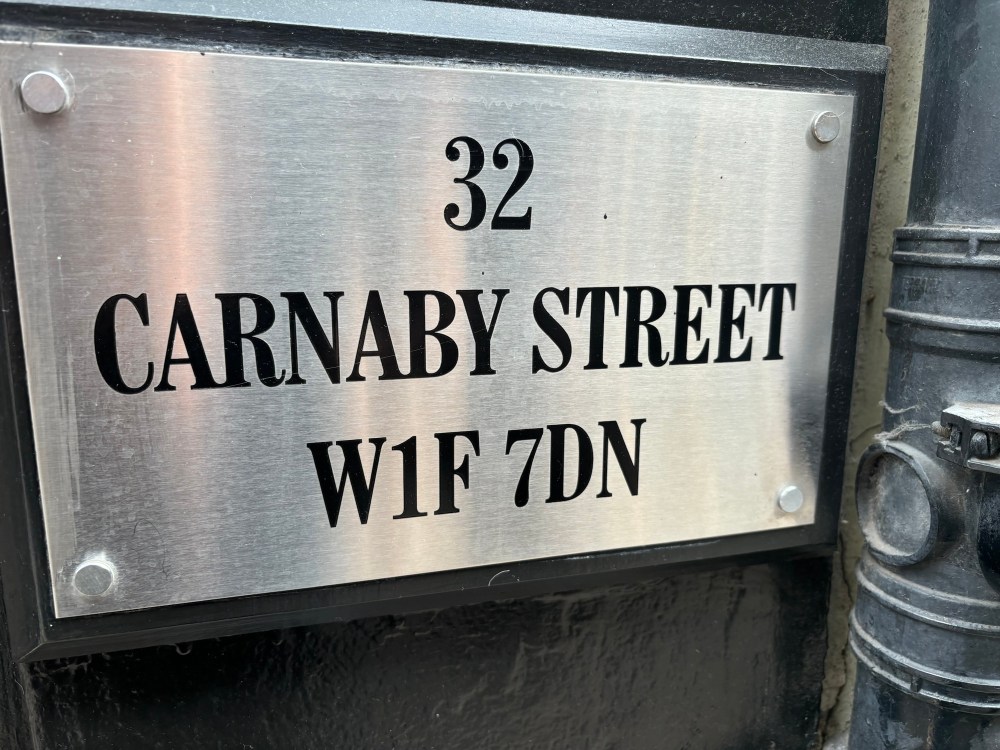 32
CARNABY STREET
W1F 7DN